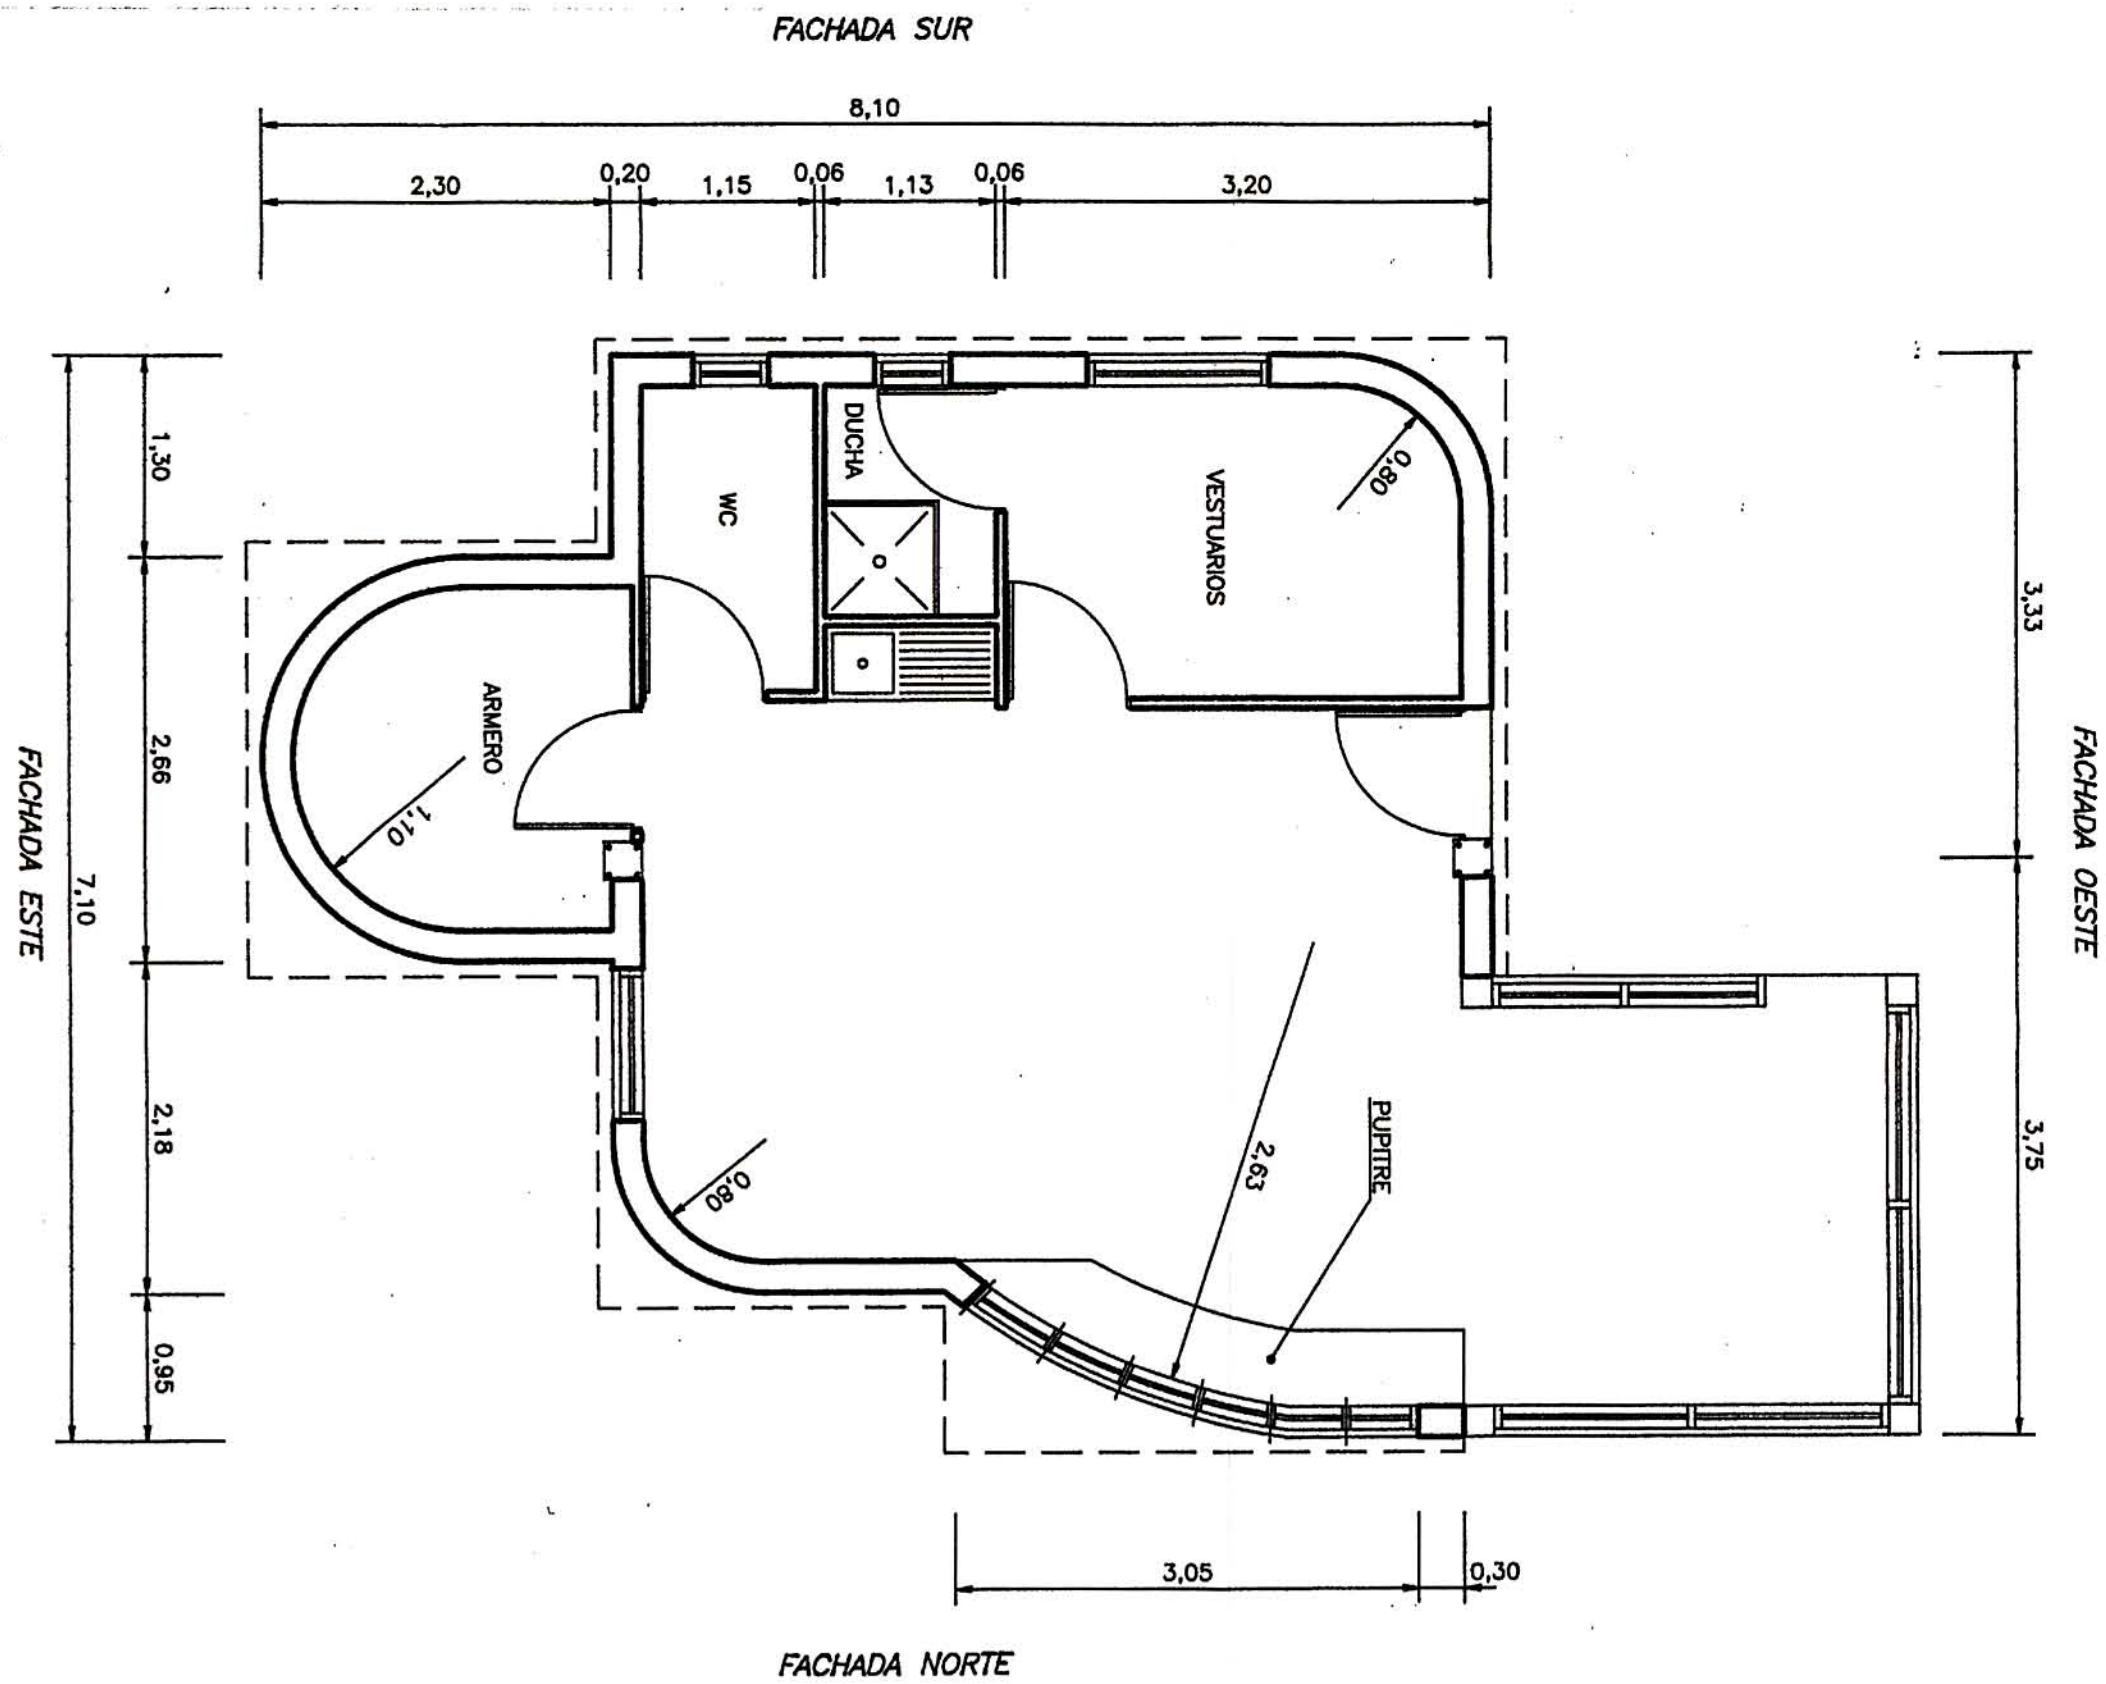 FACHADA SUR
8,10
2,30
0,20
1,15
0,06
1,13
0,06
3,20
FACHADA ESTE
7,10
1,30
2,66
2,18
0,95
WC
DUCHA
VESTUARIOS
0,80
ARMERO
1,10
0,80
2,63
PUPITRE
3,33
3,75
FACHADA OESTE
3,05
0,30
FACHADA NORTE